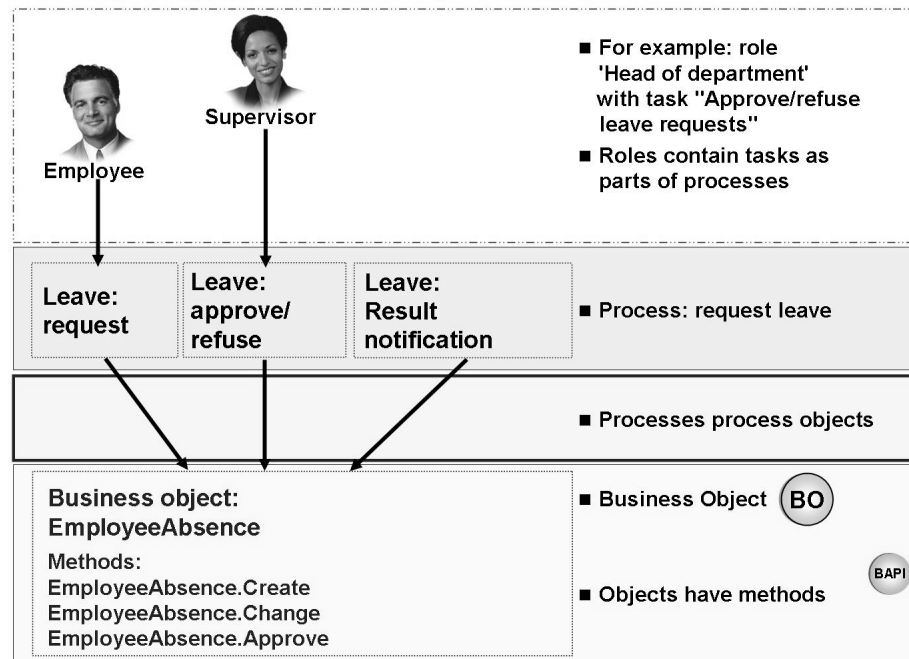 Employee
Supervisor
■ For example: role
'Head of department'
with task "Approve/refuse
leave requests"
■ Roles contain tasks as
parts of processes
Leave:
request
Leave:
approve/
refuse
Leave:
Result
notification
■ Process: request leave
■ Processes process objects
Business object:
EmployeeAbsence
Methods:
EmployeeAbsence.Create
EmployeeAbsence.Change
EmployeeAbsence.Approve
■ Business Object
BO
■ Objects have methods
BAPI